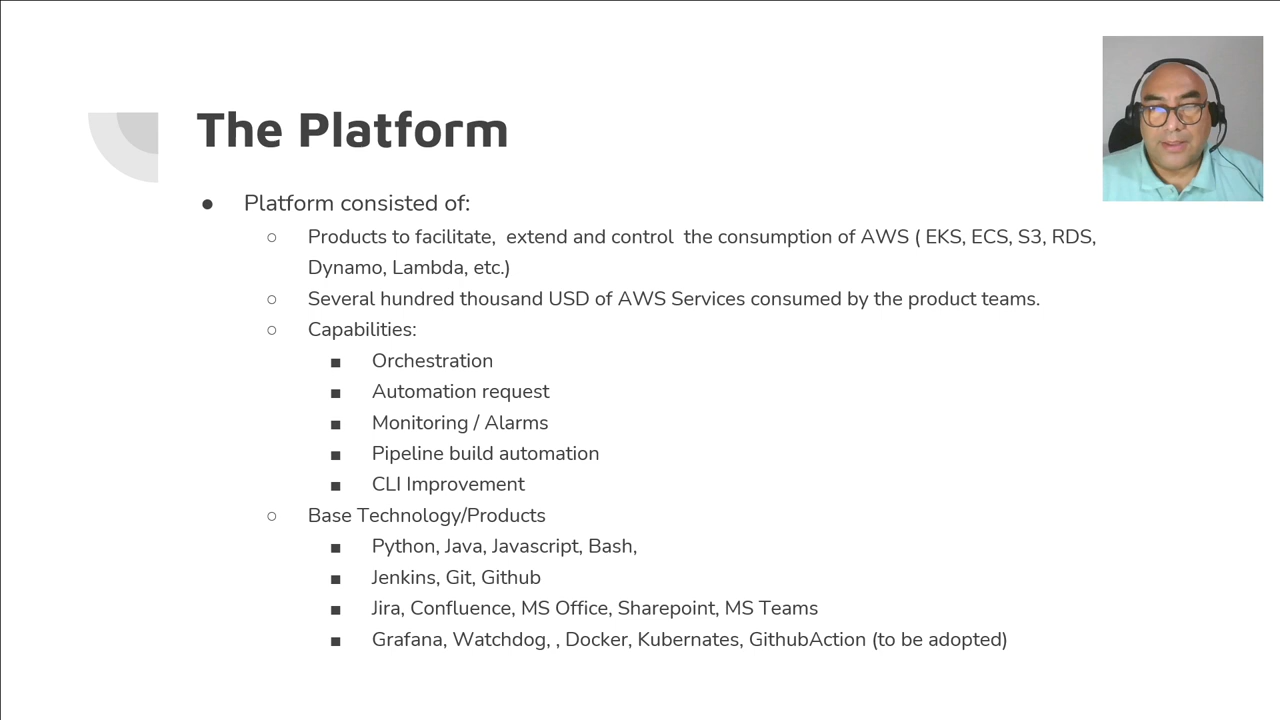 The Platform
● Platform consisted of:
○ Products to facilitate,  extend and control  the consumption of AWS ( EKS, ECS, S3, RDS,
Dynamo, Lambda, etc.)
○ Several hundred thousand USD of AWS Services consumed by the product teams.
○ Capabilities:
■ Orchestration
■ Automation request
■ Monitoring / Alarms
■ Pipeline build automation
■ CLI Improvement
○ Base Technology/Products
■ Python, Java, Javascript, Bash,
■ Jenkins, Git, Github
■ Jira, Confluence, MS Office, Sharepoint, MS Teams
■ Grafana, Watchdog, , Docker, Kubernates, GithubAction (to be adopted)